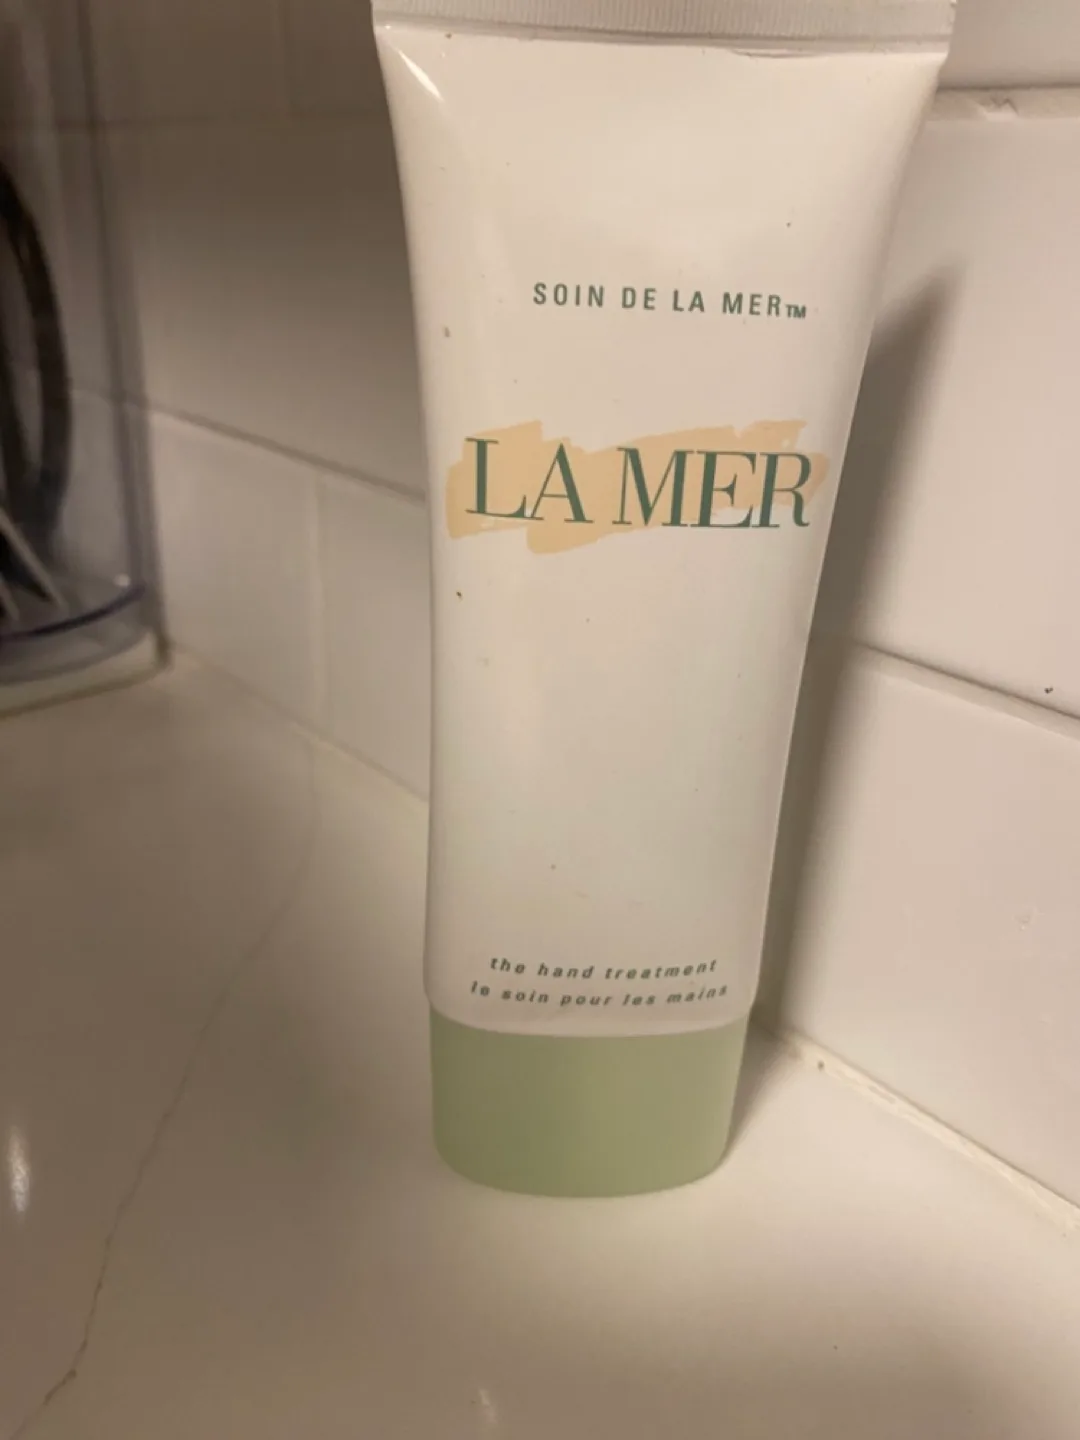 SOIN DE LA MER™
LA MER
the hand treatment
le soin pour les mains